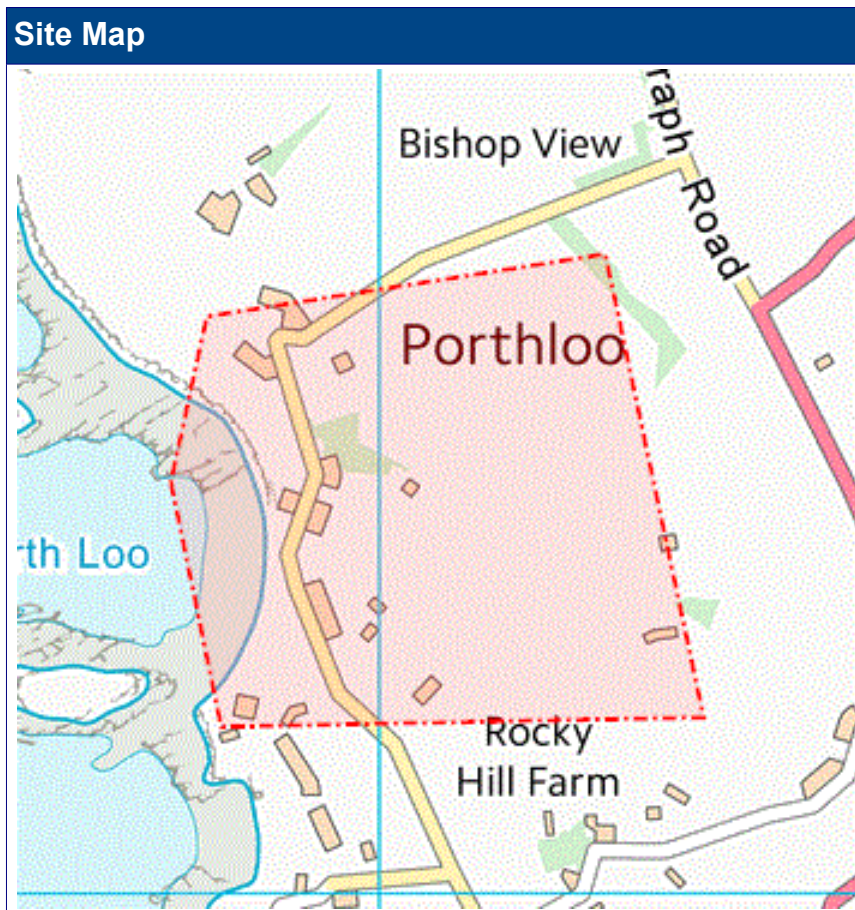 Site Map
raph Road
Bishop View
Porthloo
rth Loo
Rocky
Hill Farm